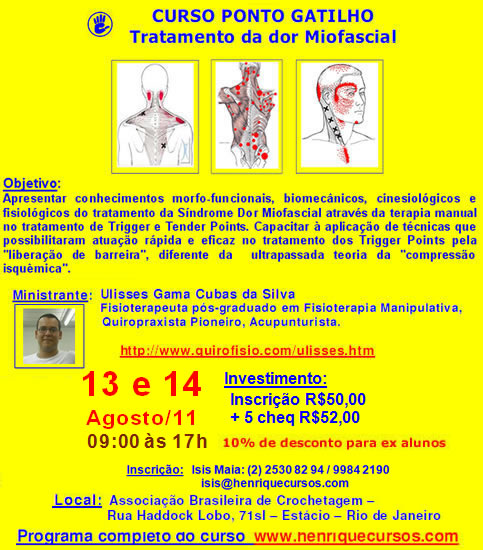 CURSO PONTO GATILHO
Tratamento da dor Miofascial
Objetivo:
Apresentar conhecimentos morfo-funcionais, biomecânicos, cinesiológicos e
fisiológicos do tratamento da Síndrome Dor Miofascial através da terapia manual
no tratamento de Trigger e Tender Points. Capacitar à aplicação de técnicas que
possibilitaram atuação rápida e eficaz no tratamento dos Trigger Points pela
"liberação de barreira", diferente da ultrapassada teoria da "compressão
isquêmica".
Ministrante: Ulisses Gama Cubas da Silva
Fisioterapeuta pós-graduado em Fisioterapia Manipulativa,
Quiropraxista Pioneiro, Acupunturista.
http://www.quirofisio.com/ulisses.htm
13 e 14
Agosto/11
09:00 às 17h
Investimento:
Inscrição R$50,00
+ 5 cheq R$52,00
10% de desconto para ex alunos
Inscrição: Isis Maia: (2) 2530 82 94 / 9984 2190
isis@henriquecursos.com
Local: Associação Brasileira de Crochetagem –
Rua Haddock Lobo, 71sl – Estácio – Rio de Janeiro
Programa completo do curso www.henriquecursos.com